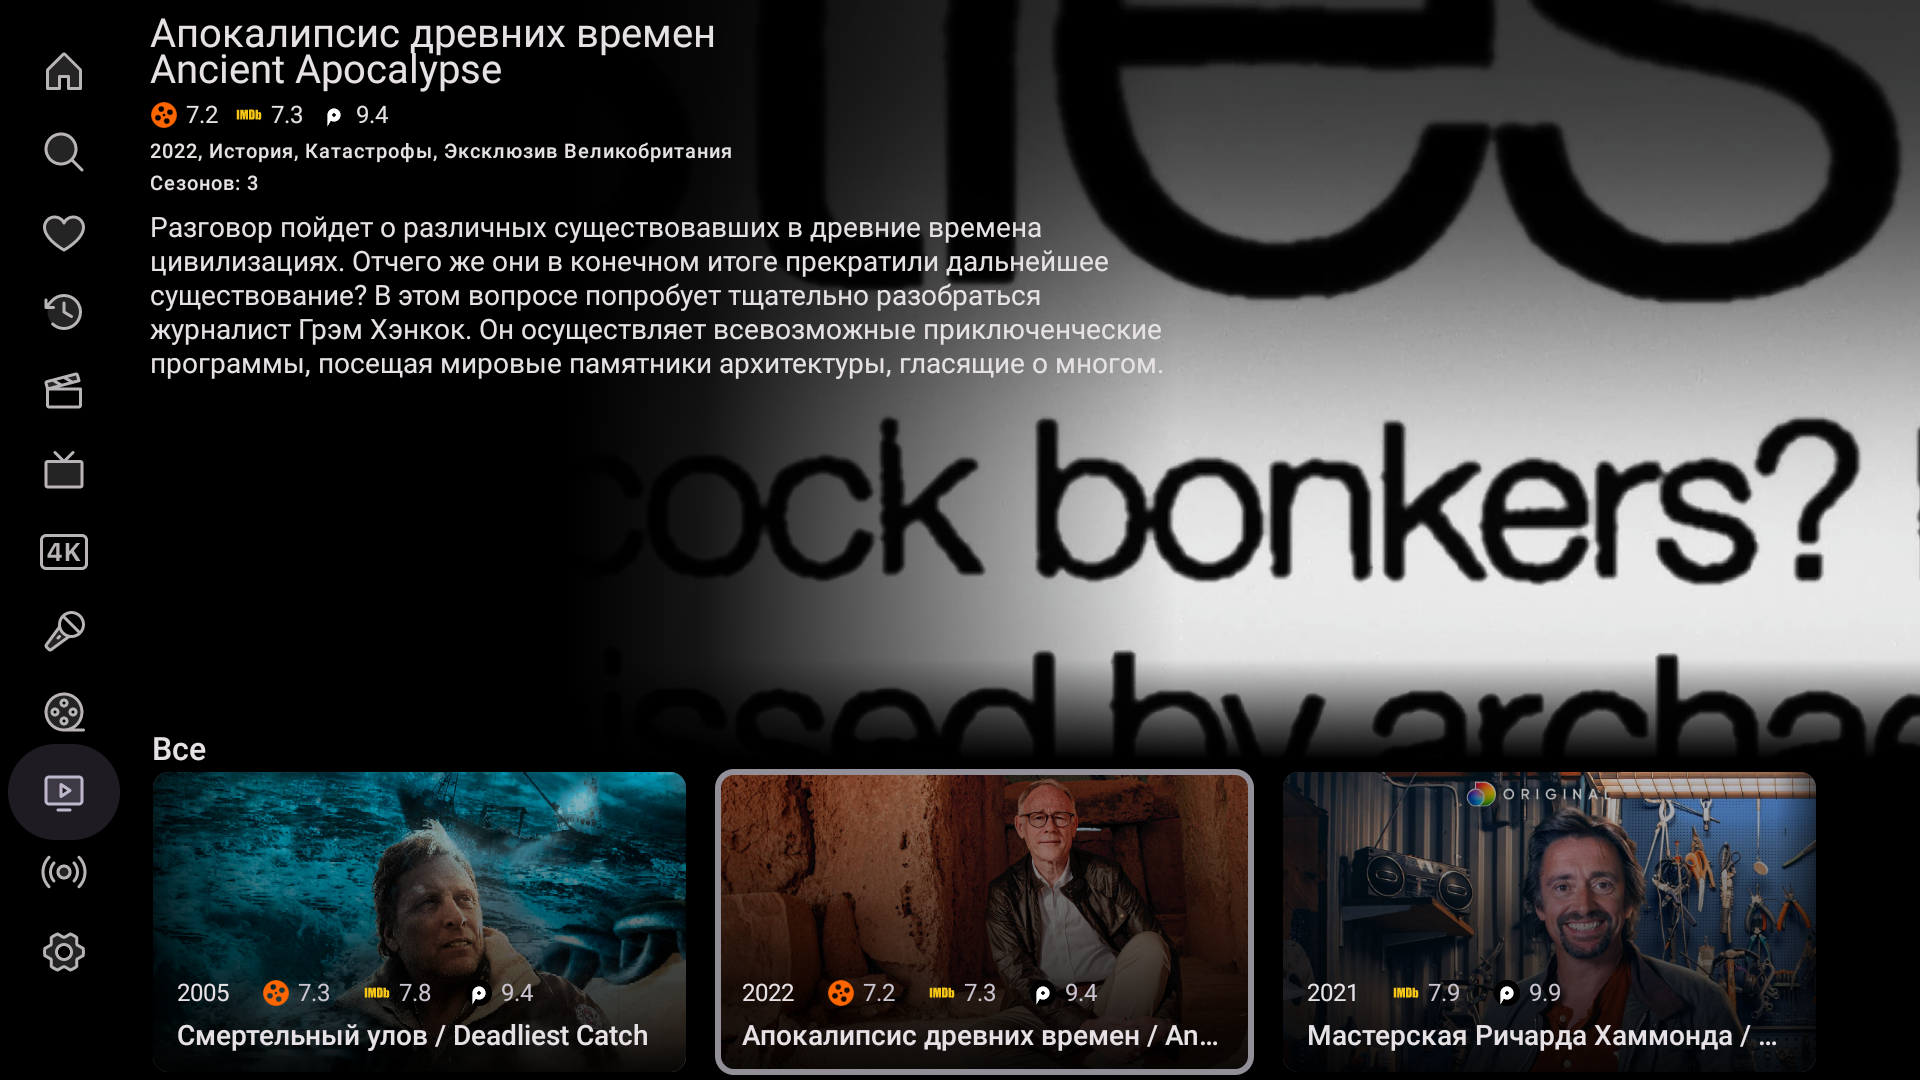 Апокалипсис древних времен
Ancient Apocalypse
7.2 IMDb 7.3 9.4
2022, История, Катастрофы, Эксклюзив Великобритания
Сезонов: 3
Разговор пойдет о различных существовавших в древние времена
цивилизациях. Отчего же они в конечном итоге прекратили дальнейшее
существование? В этом вопросе попробует тщательно разобраться
журналист Грэм Хэнкок. Он осуществляет всевозможные приключенческие
программы, посещая мировые памятники архитектуры, гласящие о многом.
cock bonkers?
issed by archae
4K
Все
ORIGINAL
2005 7.3 IMDb 7.8 9.4
Смертельный улов / Deadliest Catch
2022 7.2 IMDb 7.3 9.4
Апокалипсис древних времен / An...
2021 IMDb 7.9 9.9
Мастерская Ричарда Хаммонда / ...